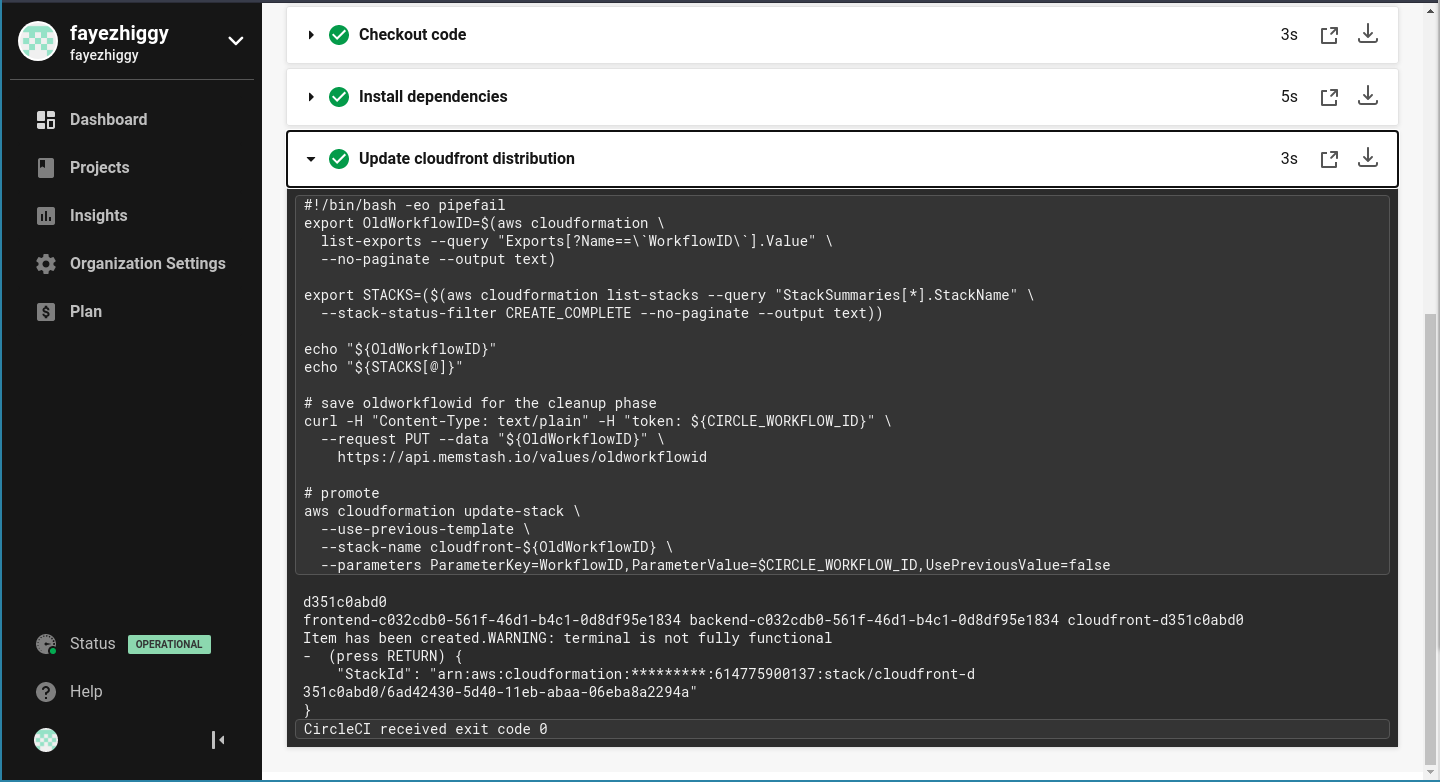 fayezhiggy
fayezhiggy
Dashboard
Projects
Insights
Organization Settings
Plan
Status OPERATIONAL
Help
Checkout code 3s
Install dependencies 5s
Update cloudfront distribution 3s
#!/bin/bash -eo pipefail
export OldWorkflowID=$(aws cloudformation \
  list-exports --query "Exports[?Name==\`WorkflowID\`].Value" \
  --no-paginate --output text)

export STACKS=($(aws cloudformation list-stacks --query "StackSummaries[*].StackName" \
  --stack-status-filter CREATE_COMPLETE --no-paginate --output text))

echo "${OldWorkflowID}"
echo "${STACKS[@]}"

# save oldworkflowid for the cleanup phase
curl -H "Content-Type: text/plain" -H "token: ${CIRCLE_WORKFLOW_ID}" \
  --request PUT --data "${OldWorkflowID}" \
    https://api.memstash.io/values/oldworkflowid

# promote
aws cloudformation update-stack \
  --use-previous-template \
  --stack-name cloudfront-${OldWorkflowID} \
  --parameters ParameterKey=WorkflowID,ParameterValue=$CIRCLE_WORKFLOW_ID,UsePreviousValue=false

d351c0abd0
frontend-c032cdb0-561f-46d1-b4c1-0d8df95e1834 backend-c032cdb0-561f-46d1-b4c1-0d8df95e1834 cloudfront-d351c0abd0
Item has been created.WARNING: terminal is not fully functional
-  (press RETURN) {
    "StackId": "arn:aws:cloudformation:*********:614775900137:stack/cloudfront-d
351c0abd0/6ad42430-5d40-11eb-abaa-06eba8a2294a"
}
CircleCI received exit code 0